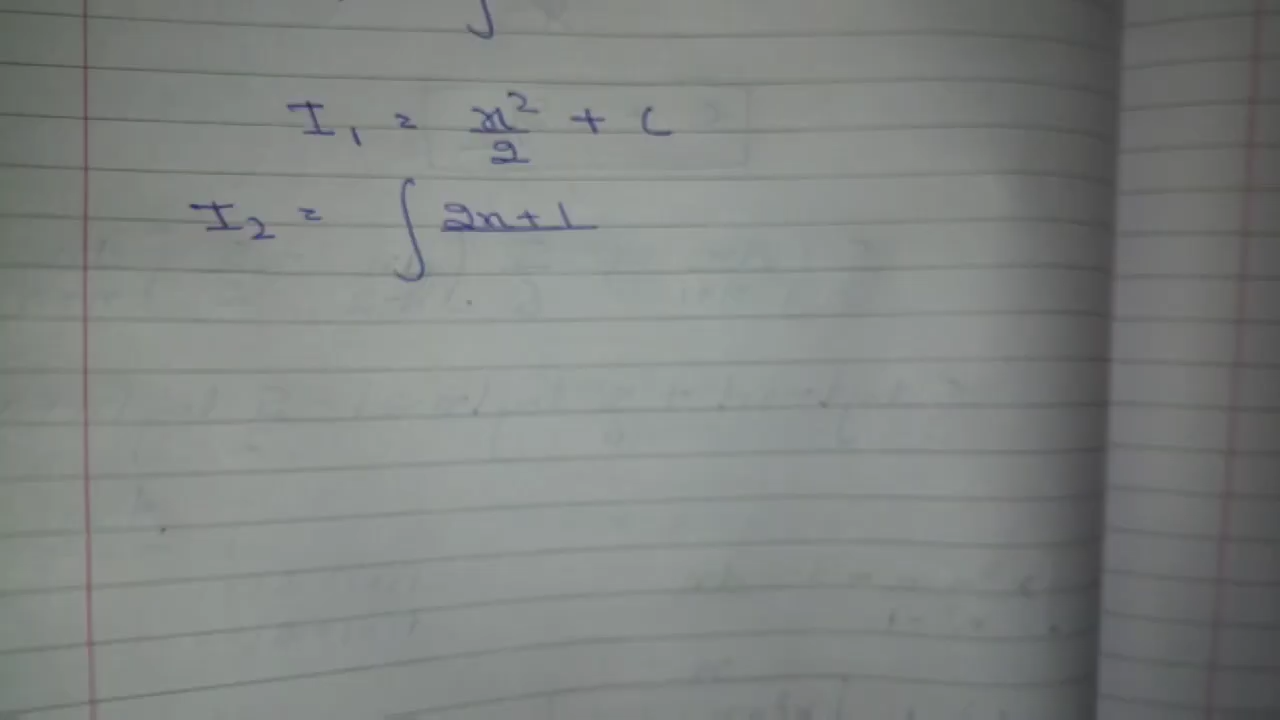 ∫
I₁ = x²/2 + C
I₂ = ∫ 2x+1